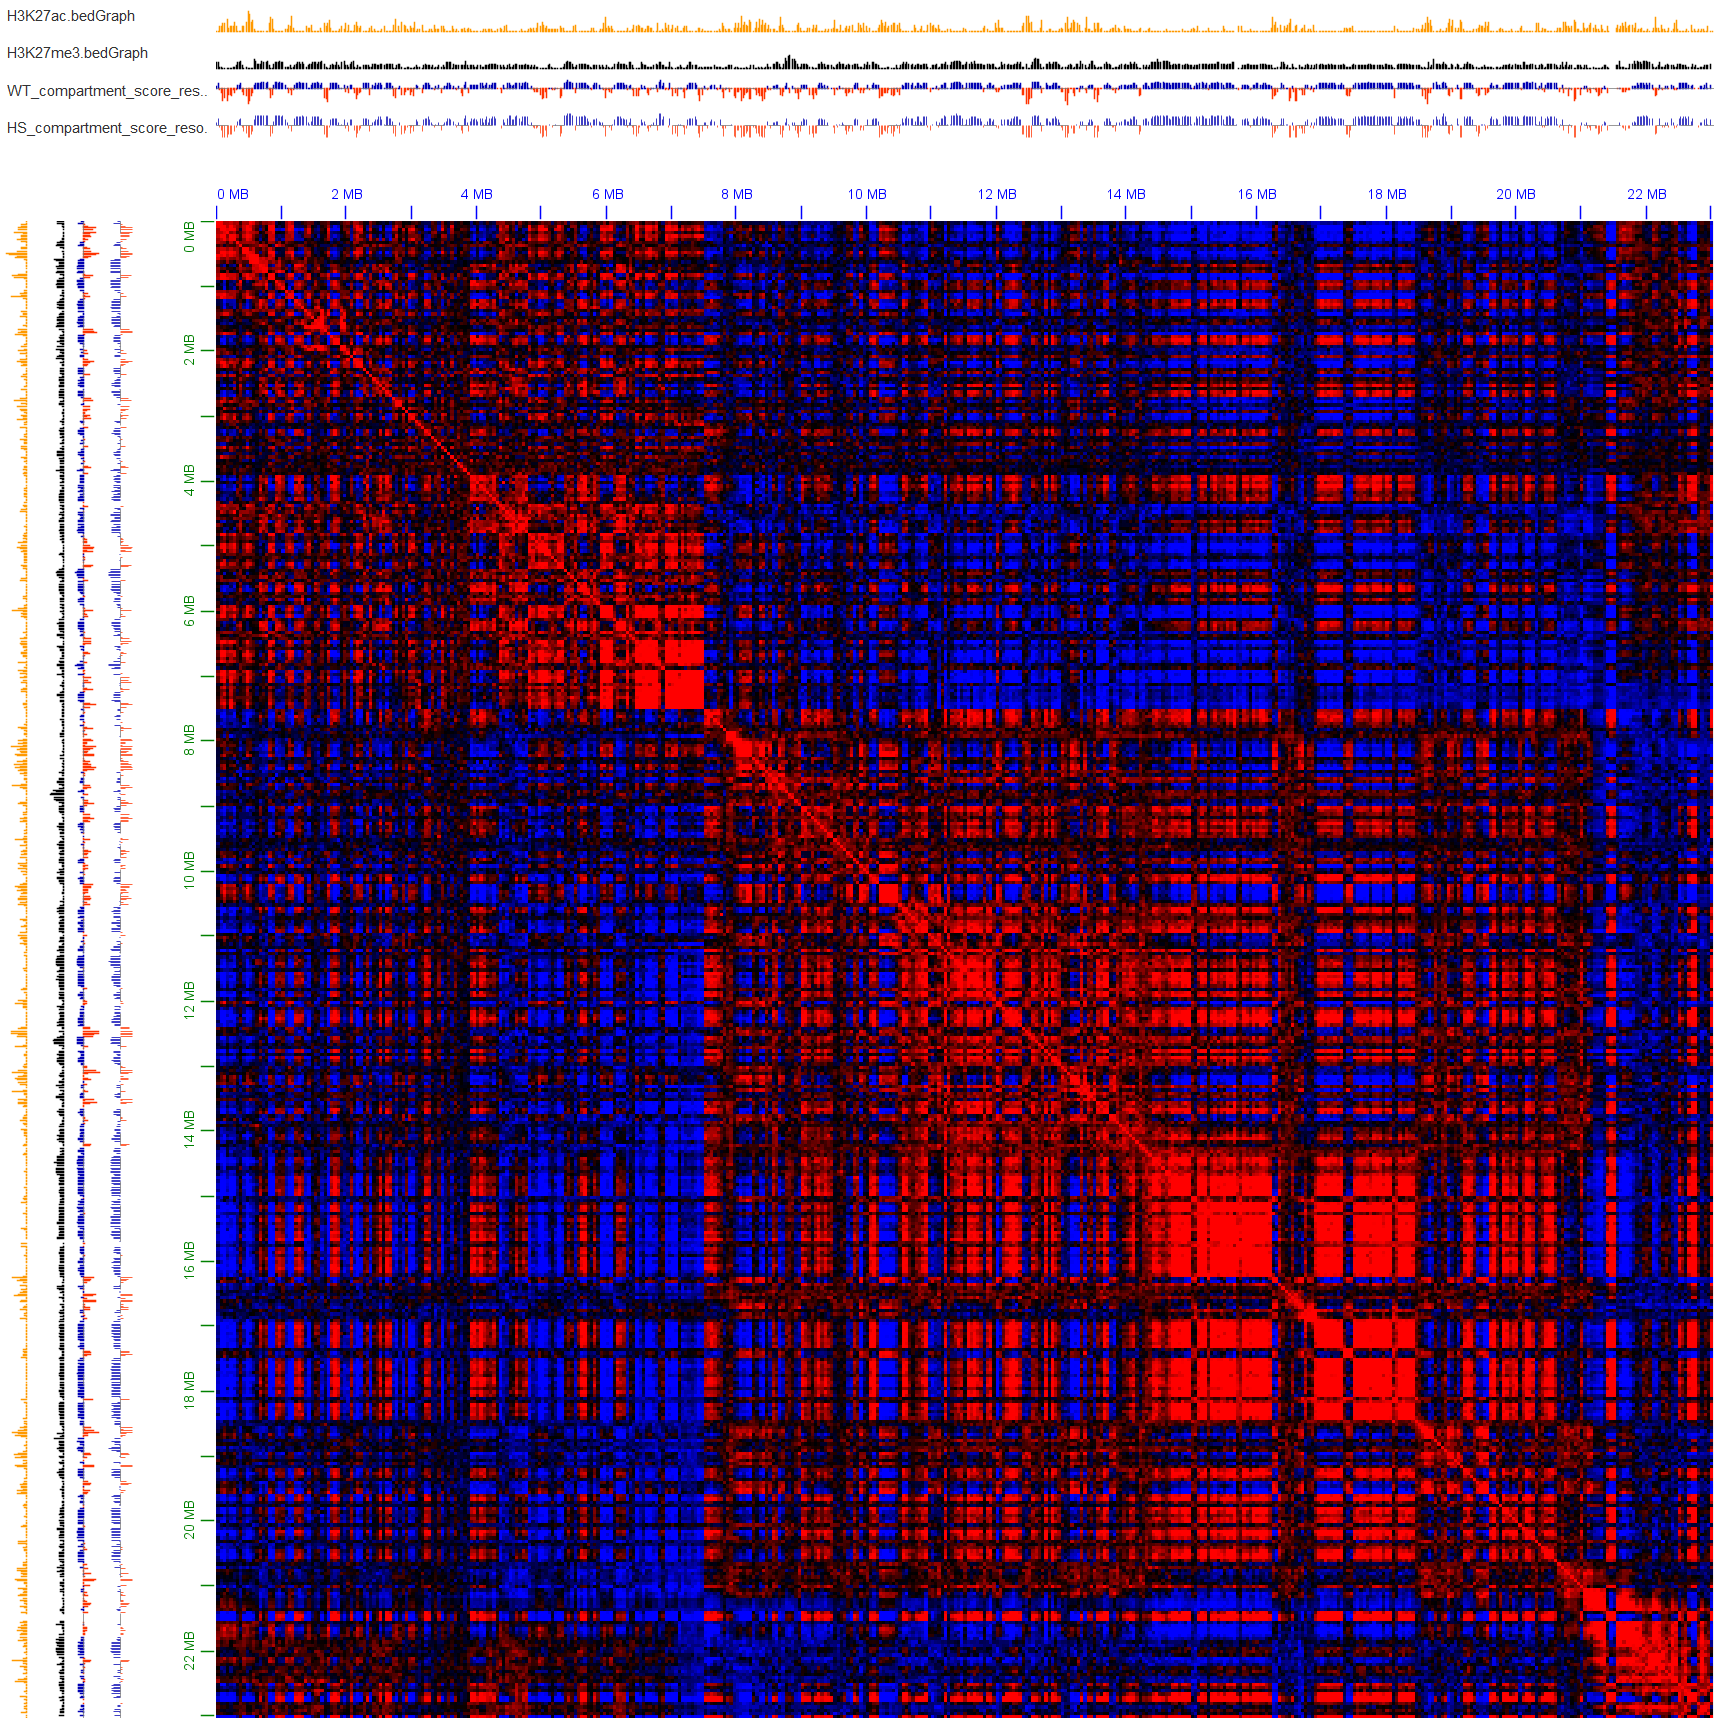 H3K27ac.bedGraph
H3K27me3.bedGraph
WT_compartment_score_res..
HS_compartment_score_reso.
0 MB 2 MB 4 MB 6 MB 8 MB 10 MB 12 MB 14 MB 16 MB 18 MB 20 MB 22 MB
0 MB
2 MB
4 MB
6 MB
8 MB
10 MB
12 MB
14 MB
16 MB
18 MB
20 MB
22 MB